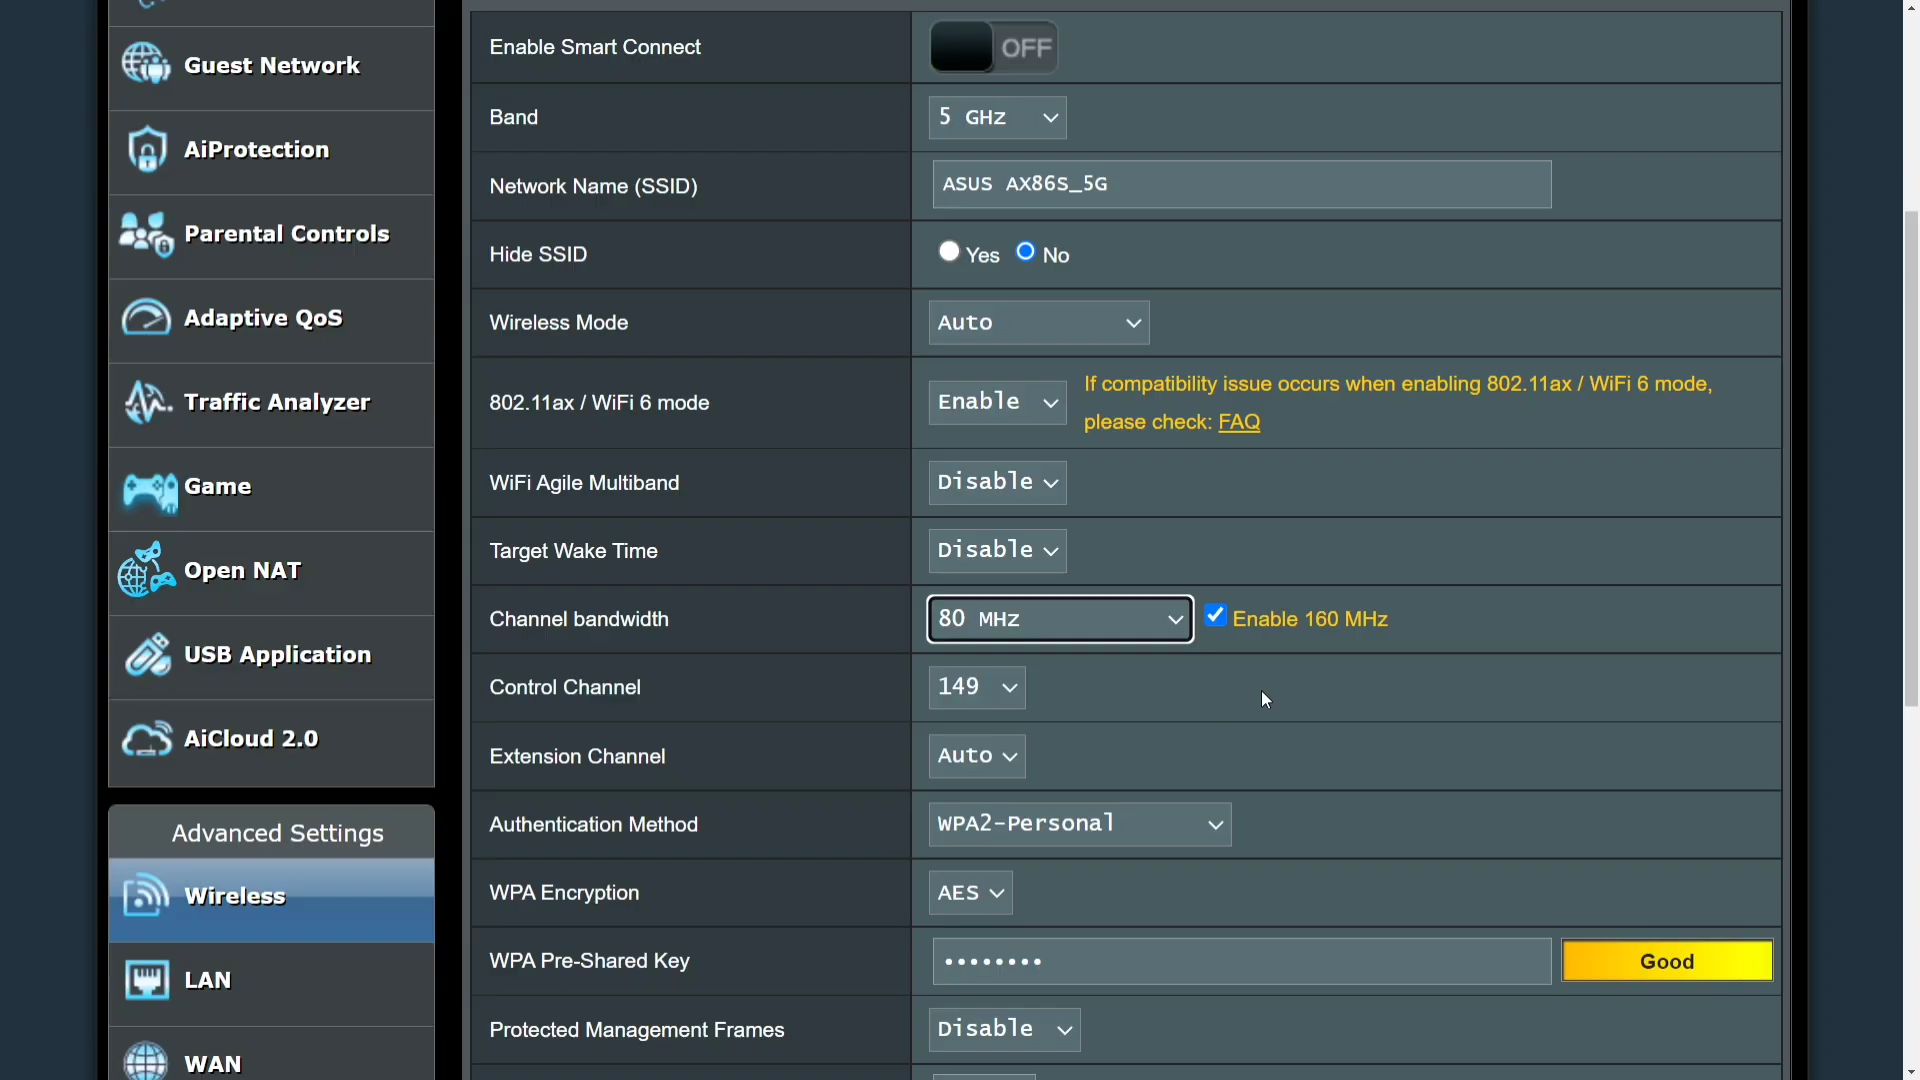 Guest Network
AiProtection
Parental Controls
Adaptive QoS
Traffic Analyzer
Game
Open NAT
USB Application
AiCloud 2.0
Advanced Settings
Wireless
LAN
WAN
Enable Smart Connect OFF
Band 5 GHz
Network Name (SSID) ASUS AX86S_5G
Hide SSID Yes No
Wireless Mode Auto
802.11ax / WiFi 6 mode Enable If compatibility issue occurs when enabling 802.11ax / WiFi 6 mode,
please check: FAQ
WiFi Agile Multiband Disable
Target Wake Time Disable
Channel bandwidth 80 MHz Enable 160 MHz
Control Channel 149
Extension Channel Auto
Authentication Method WPA2-Personal
WPA Encryption AES
WPA Pre-Shared Key •••••••• Good
Protected Management Frames Disable